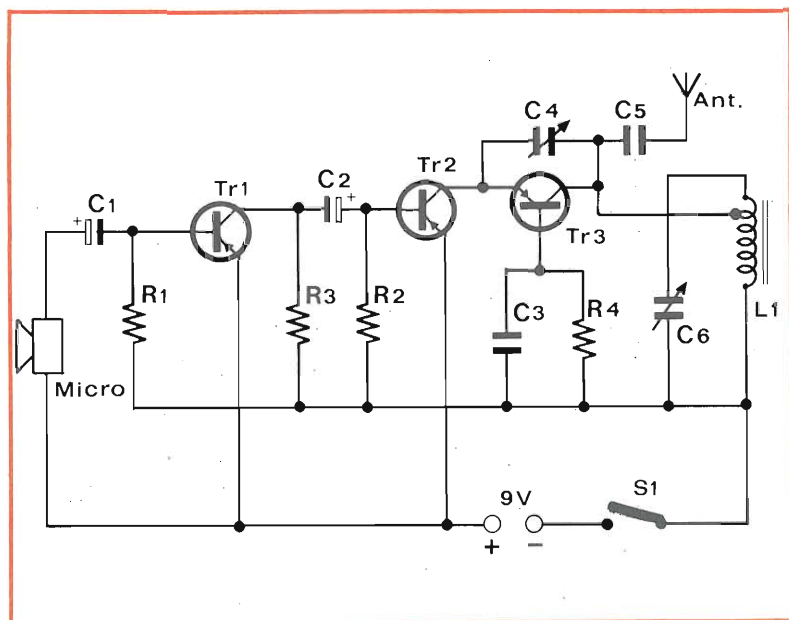 C4
C5
Ant.
Tr2
C2
+
Tr1
+
C1
Tr3
R1
R3
R2
C3
R4
C6
L1
Micro
9V
S1
+
−